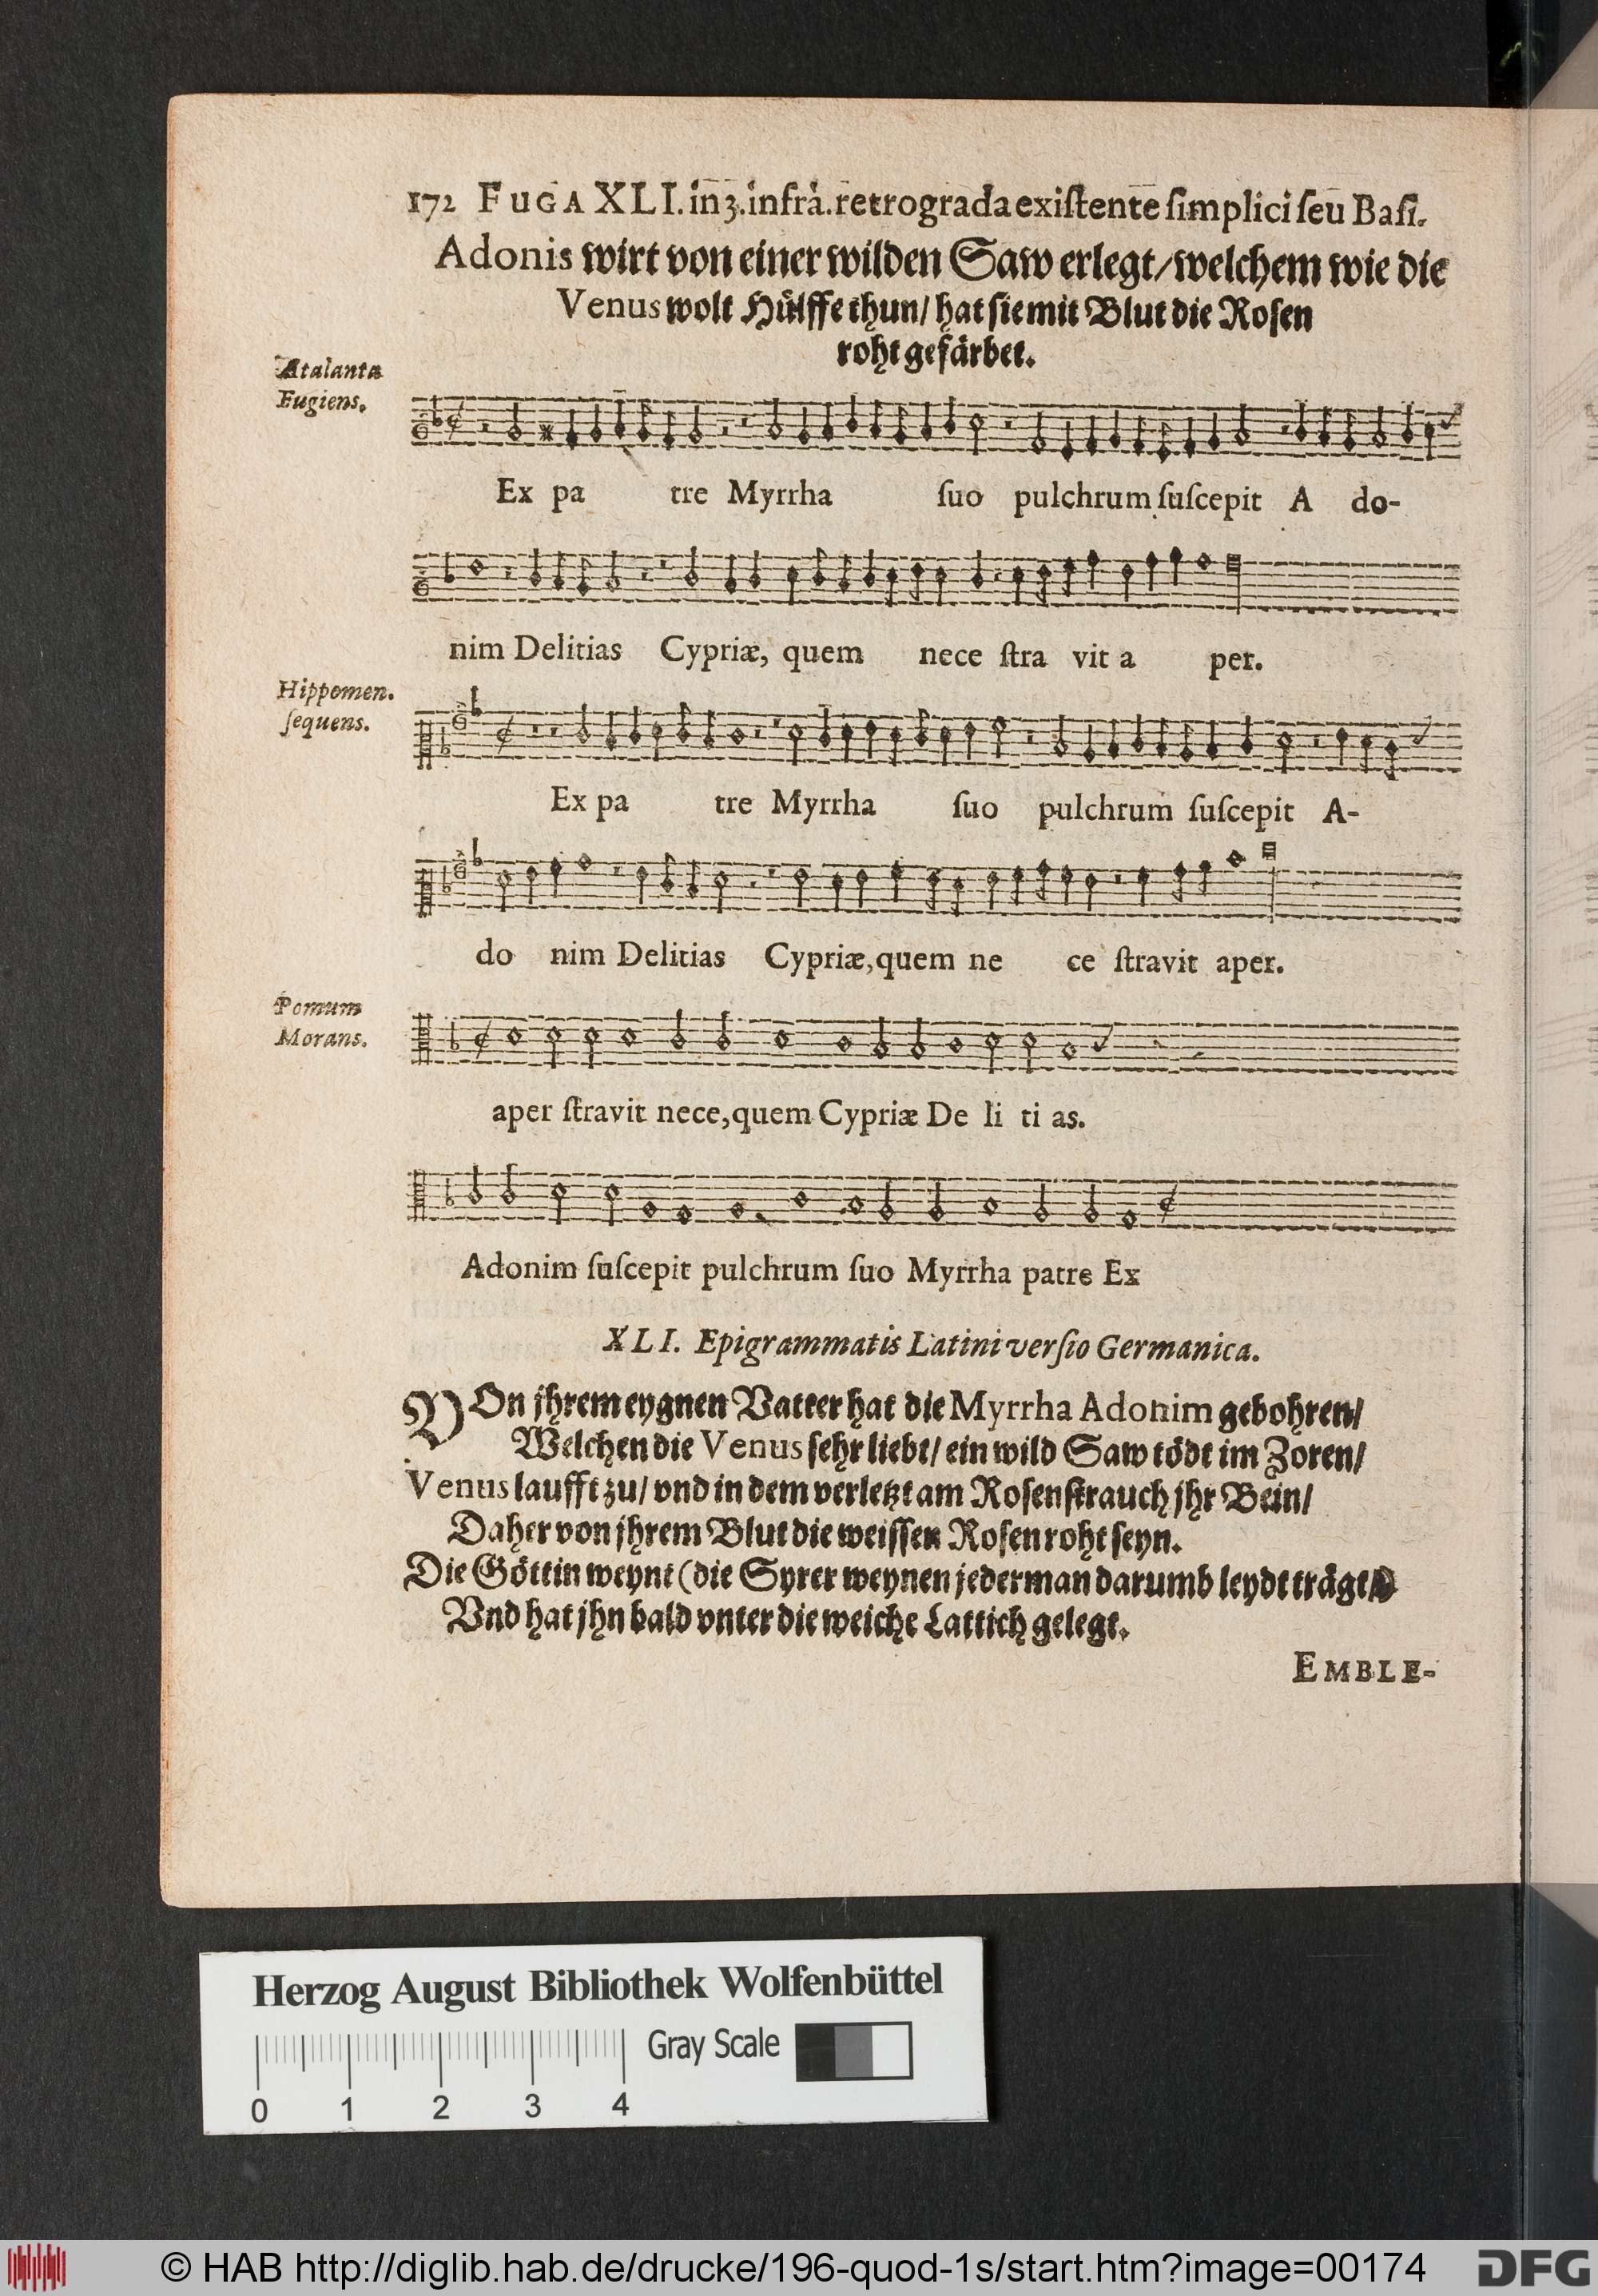 172 FUGA XLI. in 3. infrà. retrograda existente simplici seu Basi.
Adonis wirt von einer wilden Saw erlegt/ welchem wie die
Venus wolt Hülffe thun/ hat sie mit Blut die Rosen
roht gefärbet.
Atalanta
Fugiens.
Ex pa tre Myrrha suo pulchrum suscepit A do-
nim Delitias Cypriæ, quem nece stra vit a per.
Hippomen.
sequens.
Ex pa tre Myrrha suo pulchrum suscepit A-
do nim Delitias Cypriæ, quem ne ce stravit aper.
Pomum
Morans.
aper stravit nece, quem Cypriæ De li ti as.
Adonim suscepit pulchrum suo Myrrha patre Ex
XLI. Epigrammatis Latini versio Germanica.
VOn jhrem eygnen Vatter hat die Myrrha Adonim gebohren/
Welchen die Venus sehr liebt/ ein wild Saw tödt im Zoren/
Venus laufft zu/ vnd in dem verletzt am Rosenstrauch jhr Bein/
Daher von jhrem Blut die weissen Rosen roht seyn.
Die Göttin weynt (die Syrer weynen jederman darumb leydt trägt/)
Vnd hat jhn bald vnter die weiche Lattich gelegt.
EMBLE-
Herzog August Bibliothek Wolfenbüttel
Gray Scale
0 1 2 3 4
© HAB http://diglib.hab.de/drucke/196-quod-1s/start.htm?image=00174 DFG